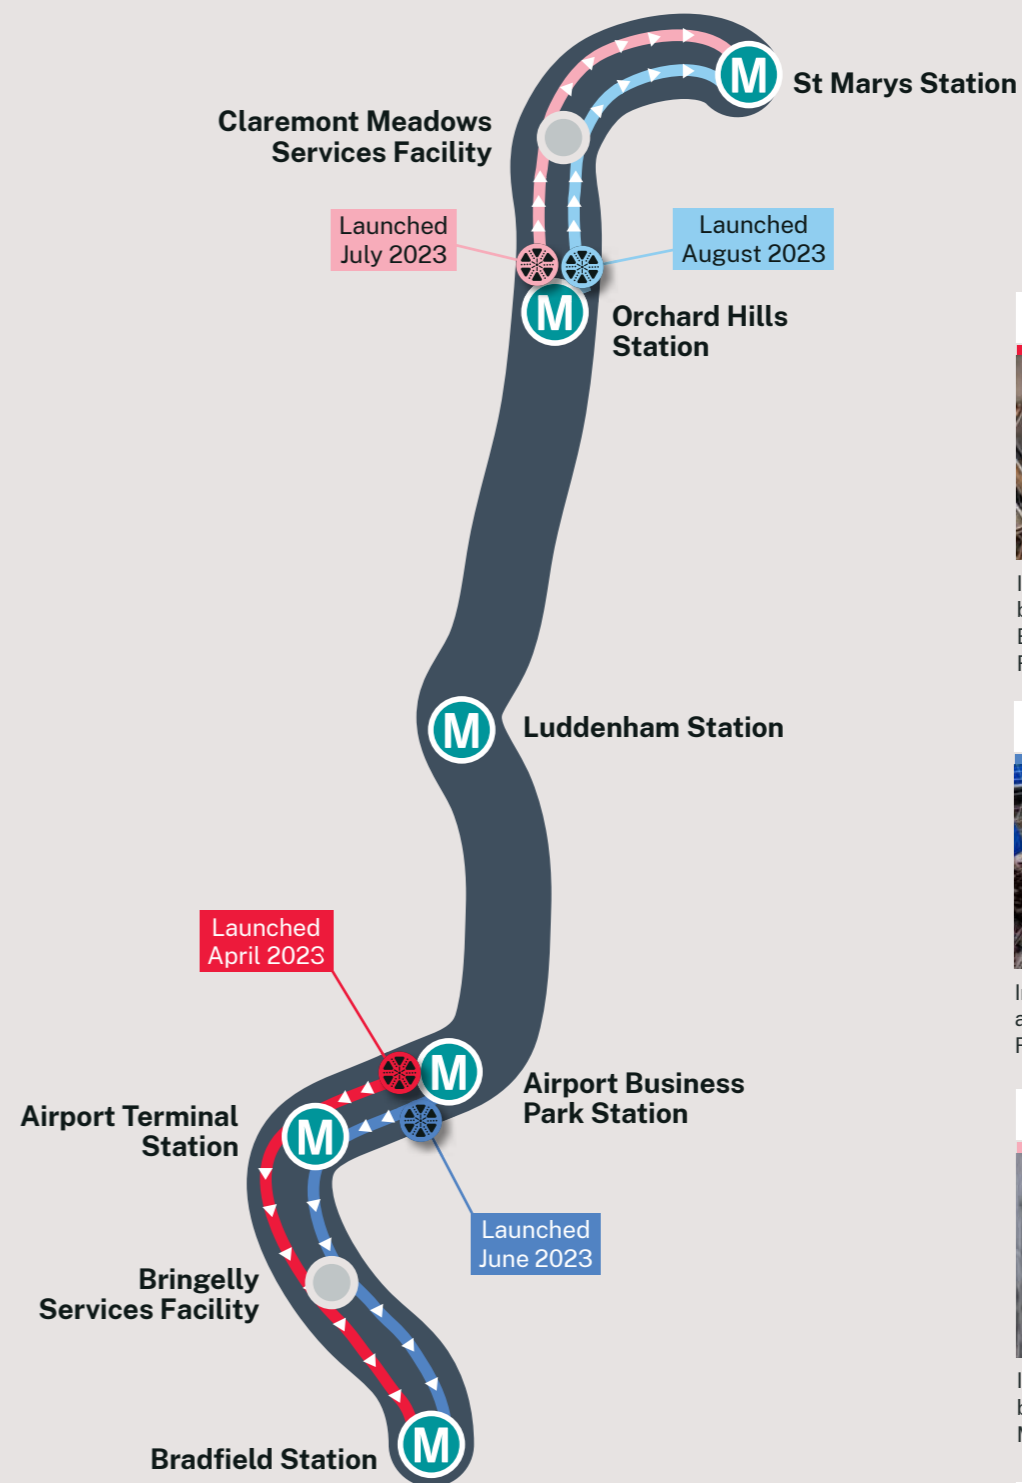 M
St Marys Station
Claremont Meadows
Services Facility
Launched
July 2023
Launched
August 2023
M
Orchard Hills
Station
M
Luddenham Station
Launched
April 2023
M
Airport Business
Park Station
Airport Terminal
Station
M
Launched
June 2023
Bringelly
Services Facility
Bradfield Station
M